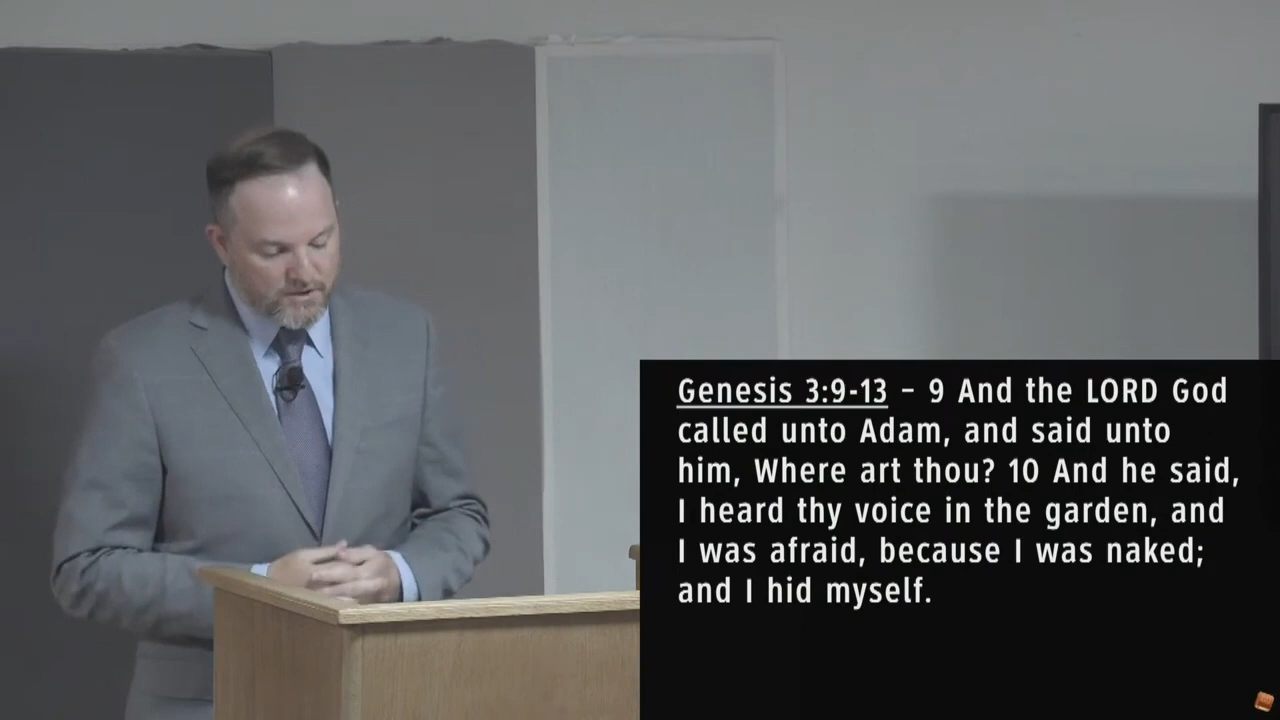 Genesis 3:9-13 – 9 And the LORD God
called unto Adam, and said unto
him, Where art thou? 10 And he said,
I heard thy voice in the garden, and
I was afraid, because I was naked;
and I hid myself.